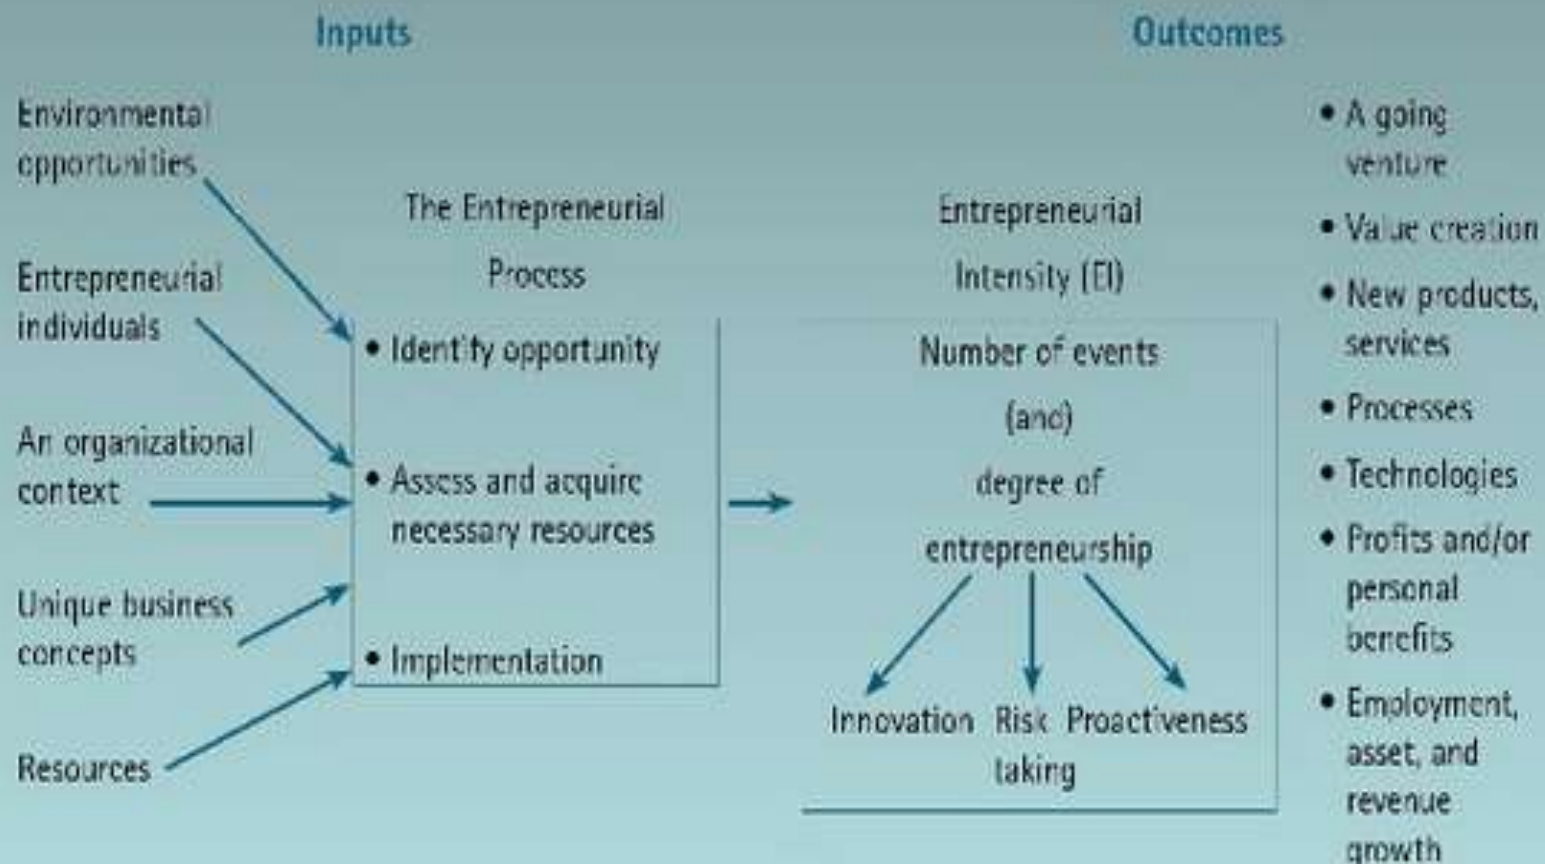 Inputs
Outcomes
Environmental
opportunities
Entrepreneurial
individuals
An organizational
context
Unique business
concepts
Resources
The Entrepreneurial
Process
• Identify opportunity
• Assess and acquire
necessary resources
• Implementation
Entrepreneurial
Intensity (EI)
Number of events
(and)
degree of
entrepreneurship
Innovation Risk Proactiveness
taking
• A going
venture
• Value creation
• New products,
services
• Processes
• Technologies
• Profits and/or
personal
benefits
• Employment,
asset, and
revenue
growth